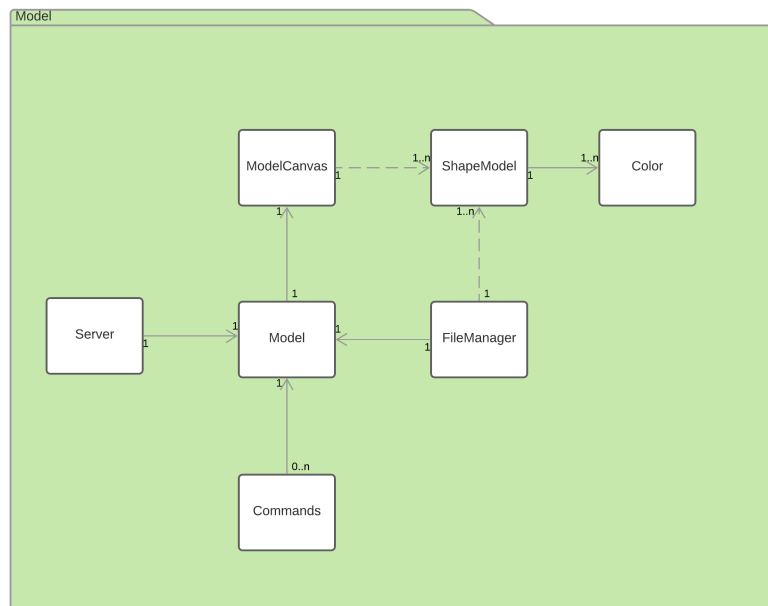 Model
ModelCanvas
1
1..n
ShapeModel
1
1..n
Color
1
1..n
1
1
Server
1
1
Model
1
1
FileManager
1
0..n
Commands